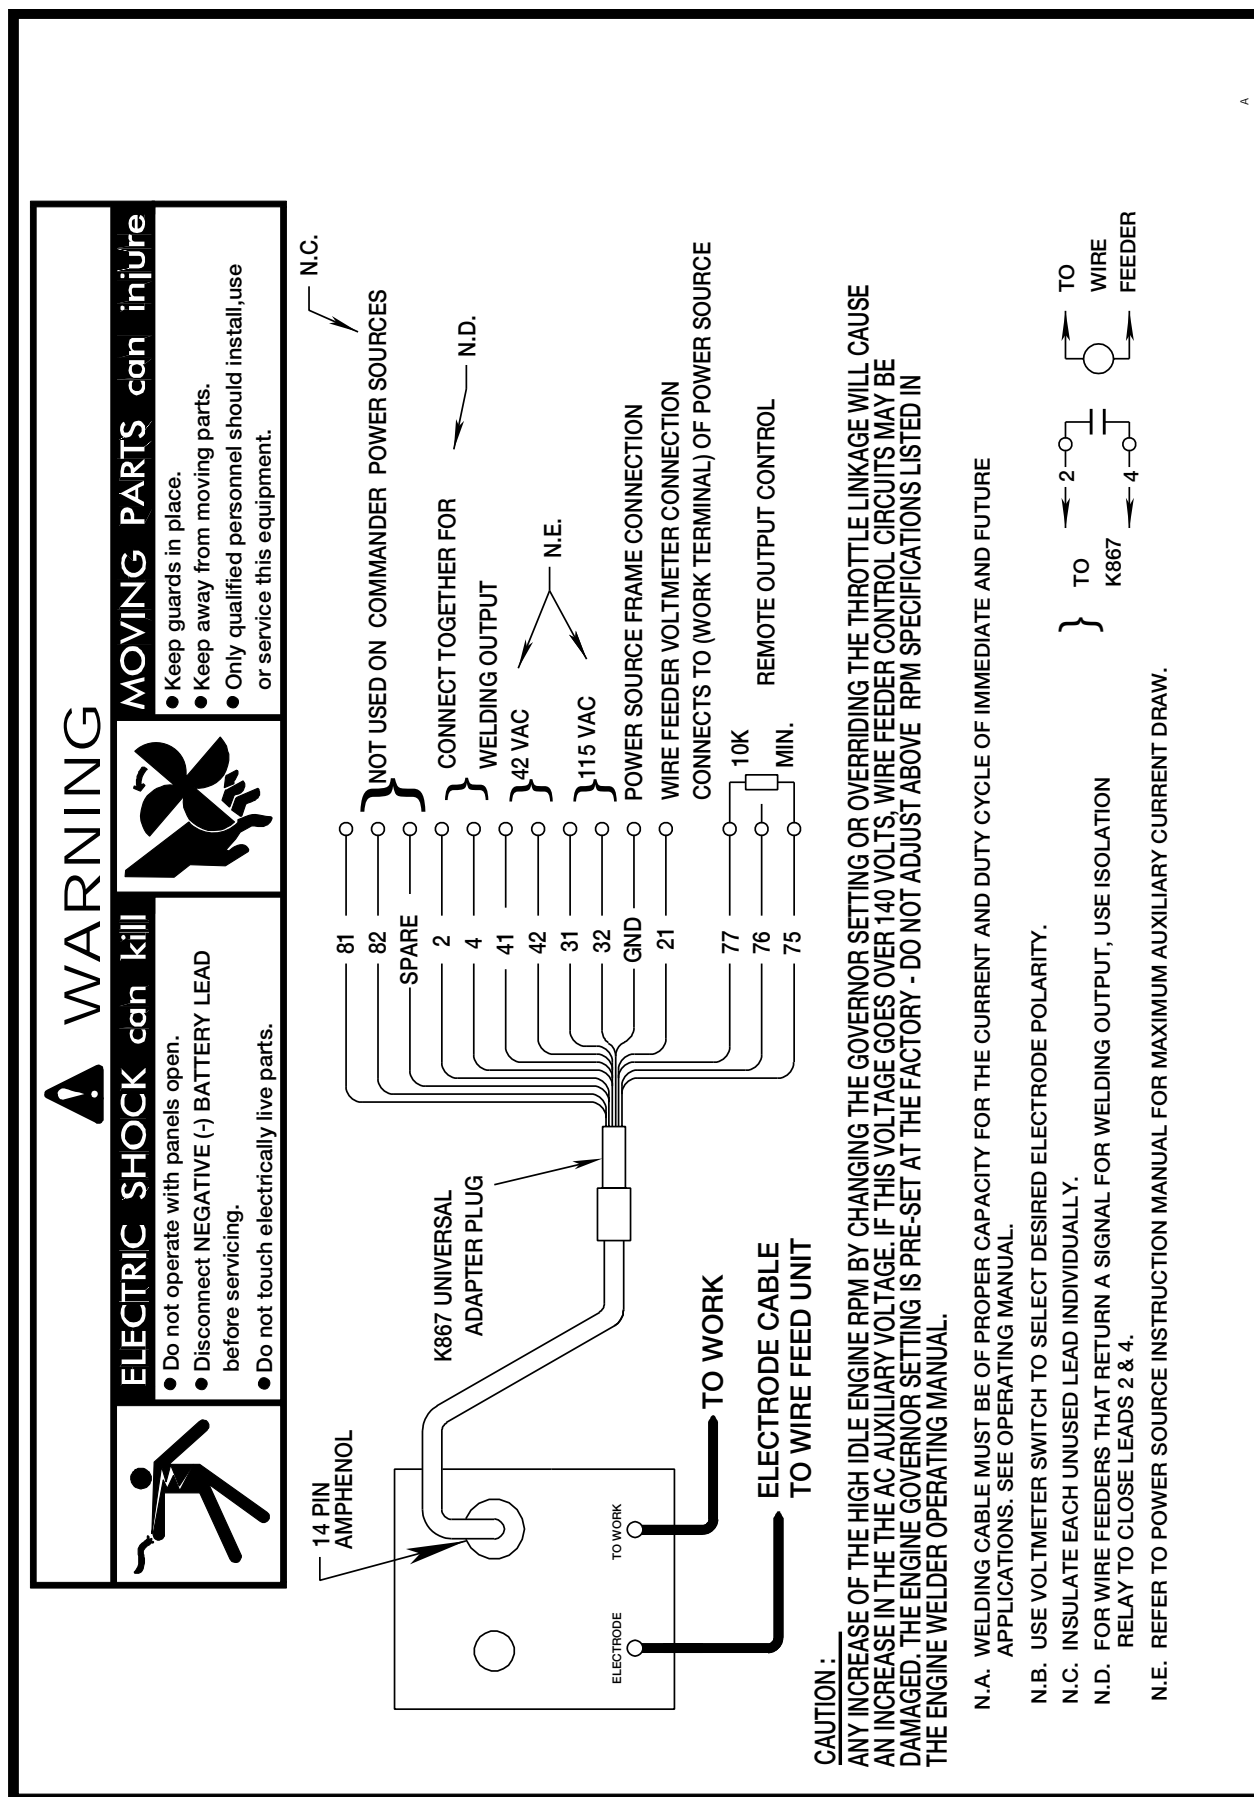 WARNING
ELECTRIC SHOCK can kill
● Do not operate with panels open.
● Disconnect NEGATIVE (-) BATTERY LEAD
before servicing.
● Do not touch electrically live parts.
MOVING PARTS can injure
● Keep guards in place.
● Keep away from moving parts.
● Only qualified personnel should install,use
or service this equipment.
14 PIN
AMPHENOL
K867 UNIVERSAL
ADAPTER PLUG
ELECTRODE
TO WORK
TO WORK
ELECTRODE CABLE
TO WIRE FEED UNIT
81
82
SPARE
2
4
41
42
31
32
GND
21
77
76
75
N.C.
NOT USED ON COMMANDER POWER SOURCES
N.D.
CONNECT TOGETHER FOR
WELDING OUTPUT
42 VAC
N.E.
115 VAC
POWER SOURCE FRAME CONNECTION
WIRE FEEDER VOLTMETER CONNECTION
CONNECTS TO (WORK TERMINAL) OF POWER SOURCE
10K
MIN.
REMOTE OUTPUT CONTROL
CAUTION :
ANY INCREASE OF THE HIGH IDLE ENGINE RPM BY CHANGING THE GOVERNOR SETTING OR OVERRIDING THE THROTTLE LINKAGE WILL CAUSE
AN INCREASE IN THE THE AC AUXILIARY VOLTAGE. IF THIS VOLTAGE GOES OVER 140 VOLTS, WIRE FEEDER CONTROL CIRCUITS MAY BE
DAMAGED. THE ENGINE GOVERNOR SETTING IS PRE-SET AT THE FACTORY - DO NOT ADJUST ABOVE RPM SPECIFICATIONS LISTED IN
THE ENGINE WELDER OPERATING MANUAL.
N.A. WELDING CABLE MUST BE OF PROPER CAPACITY FOR THE CURRENT AND DUTY CYCLE OF IMMEDIATE AND FUTURE
APPLICATIONS. SEE OPERATING MANUAL.
N.B. USE VOLTMETER SWITCH TO SELECT DESIRED ELECTRODE POLARITY.
N.C. INSULATE EACH UNUSED LEAD INDIVIDUALLY.
N.D. FOR WIRE FEEDERS THAT RETURN A SIGNAL FOR WELDING OUTPUT, USE ISOLATION
RELAY TO CLOSE LEADS 2 & 4.
N.E. REFER TO POWER SOURCE INSTRUCTION MANUAL FOR MAXIMUM AUXILIARY CURRENT DRAW.
TO
K867
2
4
TO
WIRE
FEEDER
A